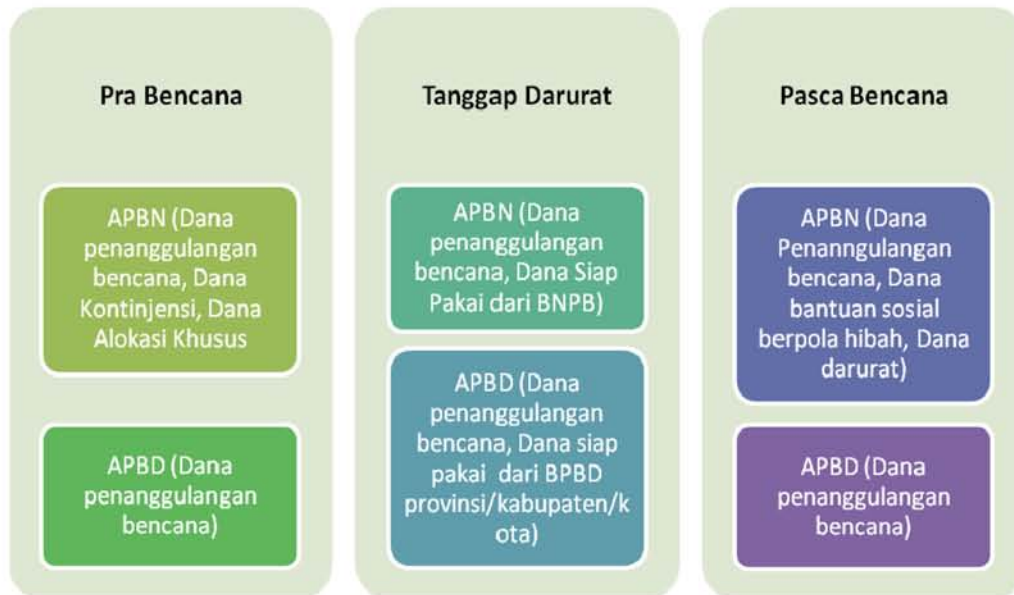 Pra Bencana
APBN (Dana
penanggulangan
bencana, Dana
Kontinjensi, Dana
Alokasi Khusus
APBD (Dana
penanggulangan
bencana)
Tanggap Darurat
APBN (Dana
penanggulangan
bencana, Dana Siap
Pakai dari BNPB)
APBD (Dana
penanggulangan
bencana, Dana siap
pakai dari BPBD
provinsi/kabupaten/k
ota)
Pasca Bencana
APBN (Dana
Penanngulangan
bencana, Dana
bantuan sosial
berpola hibah, Dana
darurat)
APBD (Dana
penanggulangan
bencana)